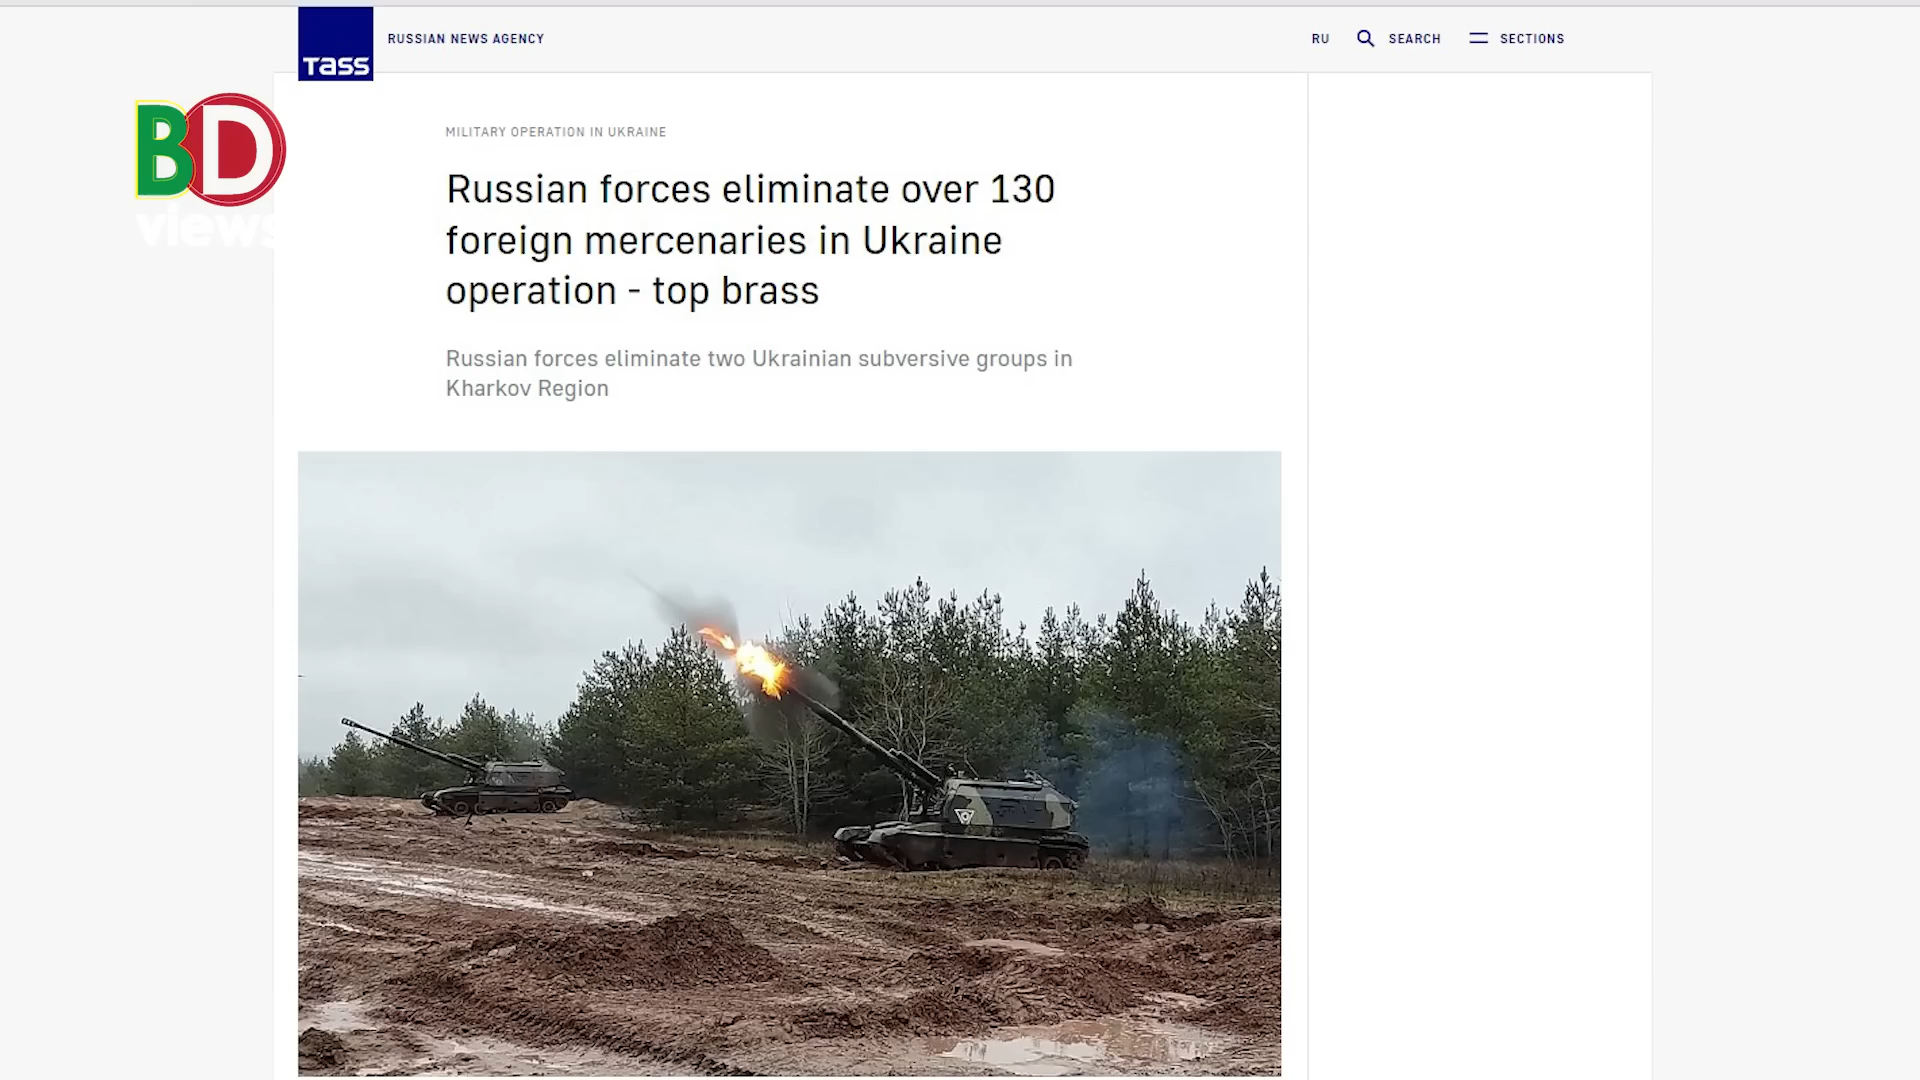 TASS
RUSSIAN NEWS AGENCY
RU
SEARCH
SECTIONS
BD
views
MILITARY OPERATION IN UKRAINE
Russian forces eliminate over 130
foreign mercenaries in Ukraine
operation - top brass
Russian forces eliminate two Ukrainian subversive groups in
Kharkov Region